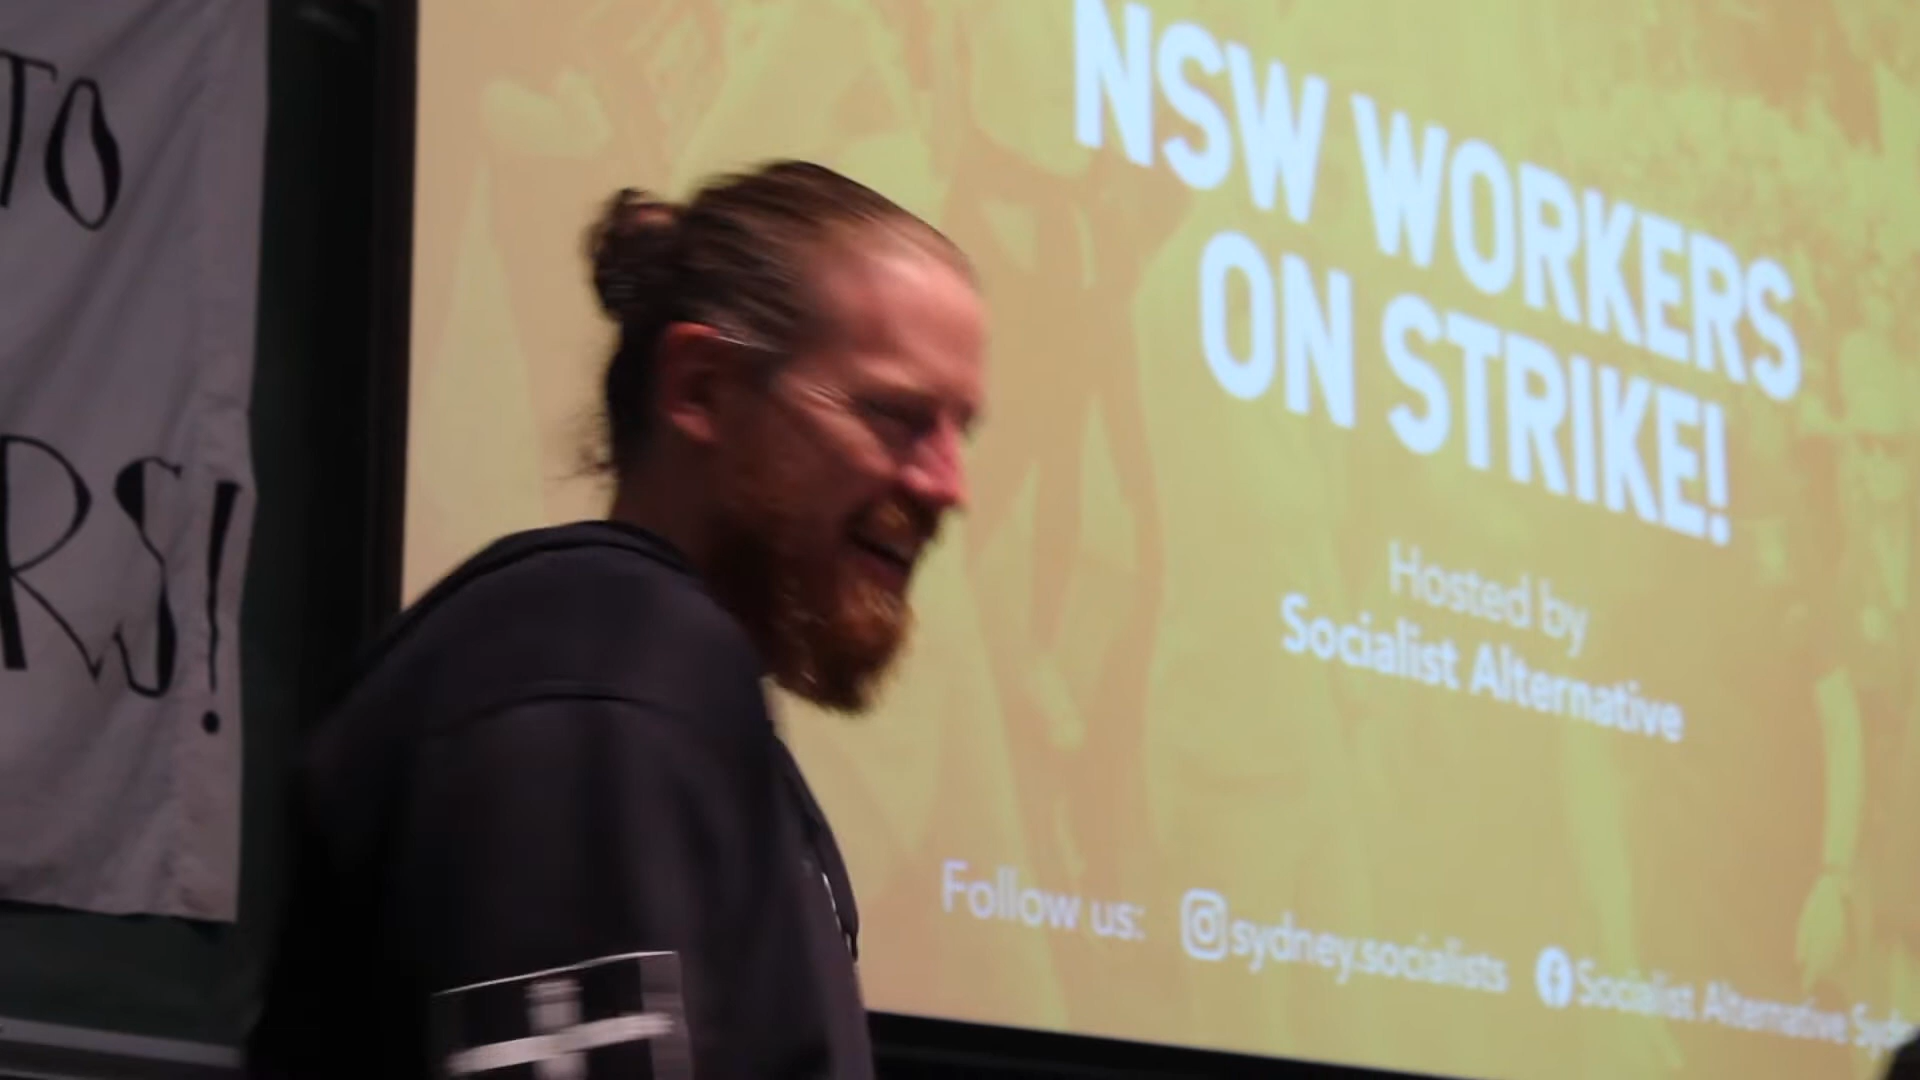 TO
RS!
NSW WORKERS
ON STRIKE!
Hosted by
Socialist Alternative
Follow us: sydney.socialists Socialist Alternative